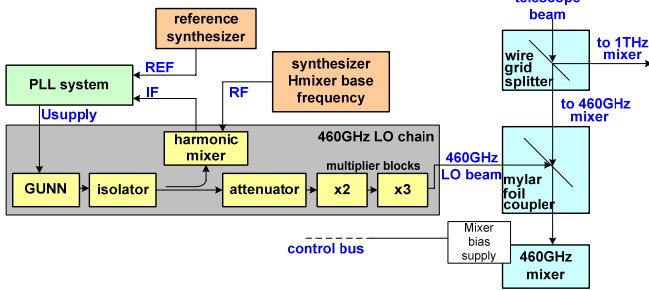 telescope
beam
reference
synthesizer
wire
grid
splitter
to 1THz
mixer
PLL system
REF
IF
synthesizer
Hmixer base
frequency
RF
Usupply
to 460GHz
mixer
harmonic
mixer
460GHz LO chain
multiplier blocks
460GHz
LO beam
GUNN
isolator
attenuator
x2
x3
mylar
foil
coupler
control bus
Mixer
bias
supply
460GHz
mixer